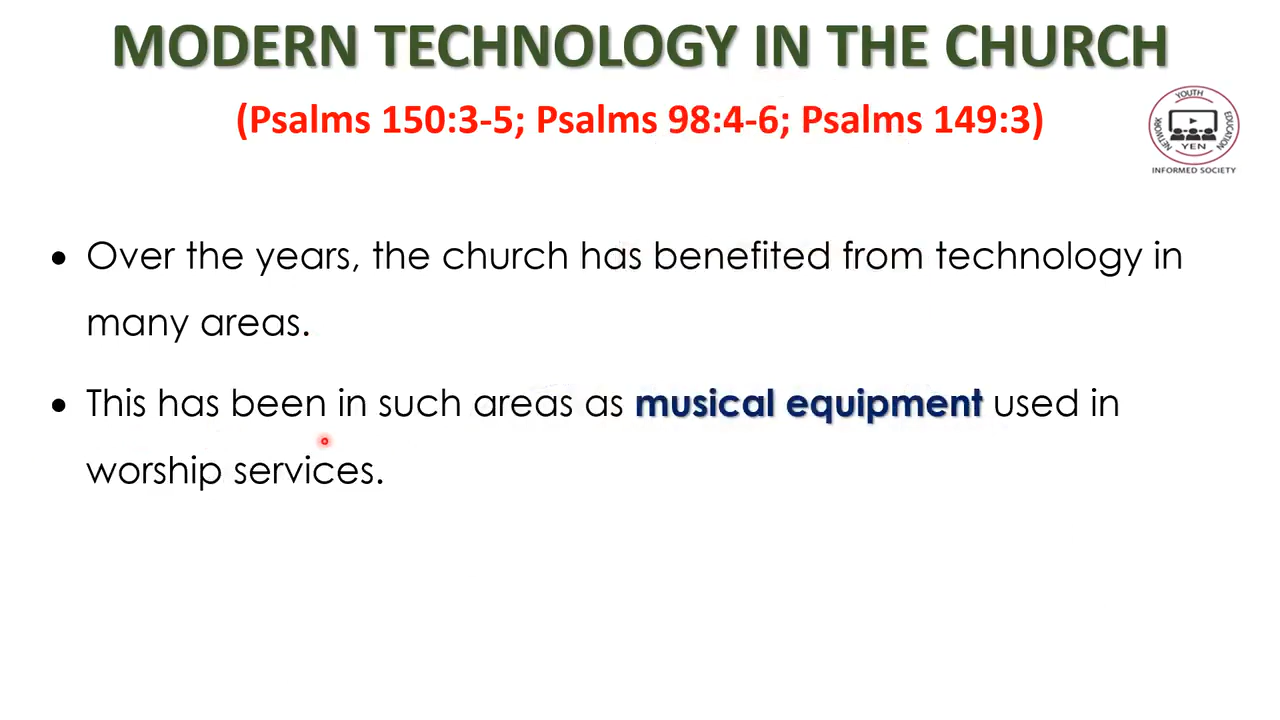 MODERN TECHNOLOGY IN THE CHURCH
(Psalms 150:3-5; Psalms 98:4-6; Psalms 149:3)
YOUTH
EDUCATION
NETWORK
YEN
INFORMED SOCIETY
• Over the years, the church has benefited from technology in
many areas.
• This has been in such areas as musical equipment used in
worship services.